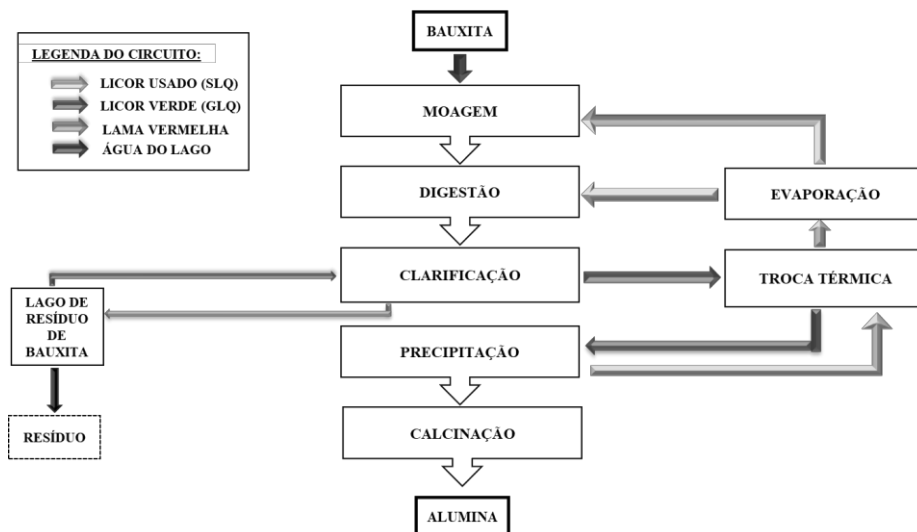 BAUXITA
LEGENDA DO CIRCUITO:
LICOR USADO (SLQ)
LICOR VERDE (GLQ)
LAMA VERMELHA
ÁGUA DO LAGO
MOAGEM
DIGESTÃO
EVAPORAÇÃO
CLARIFICAÇÃO
TROCA TÉRMICA
LAGO DE
RESÍDUO
DE
BAUXITA
PRECIPITAÇÃO
RESÍDUO
CALCINAÇÃO
ALUMINA